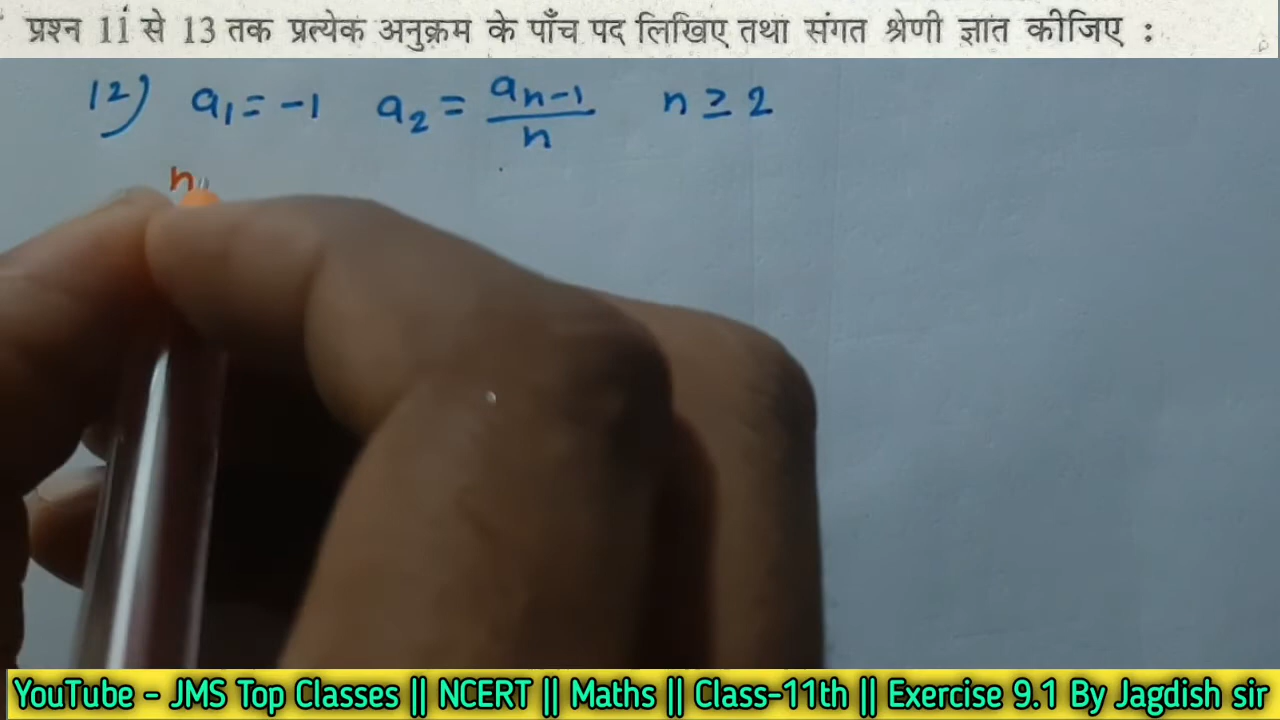 प्रश्न 11 से 13 तक प्रत्येक अनुक्रम के पाँच पद लिखिए तथा संगत श्रेणी ज्ञात कीजिए :
12) a₁ = -1 a₂ = aₙ₋₁/n n ≥ 2
n
YouTube - JMS Top Classes || NCERT || Maths || Class-11th || Exercise 9.1 By Jagdish sir